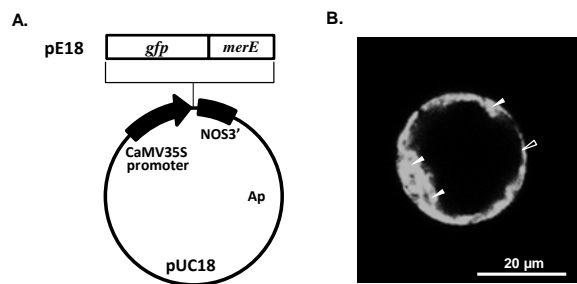 A.
B.
pE18
gfp
merE
CaMV35S
promoter
NOS3’
Ap
pUC18
20 μm